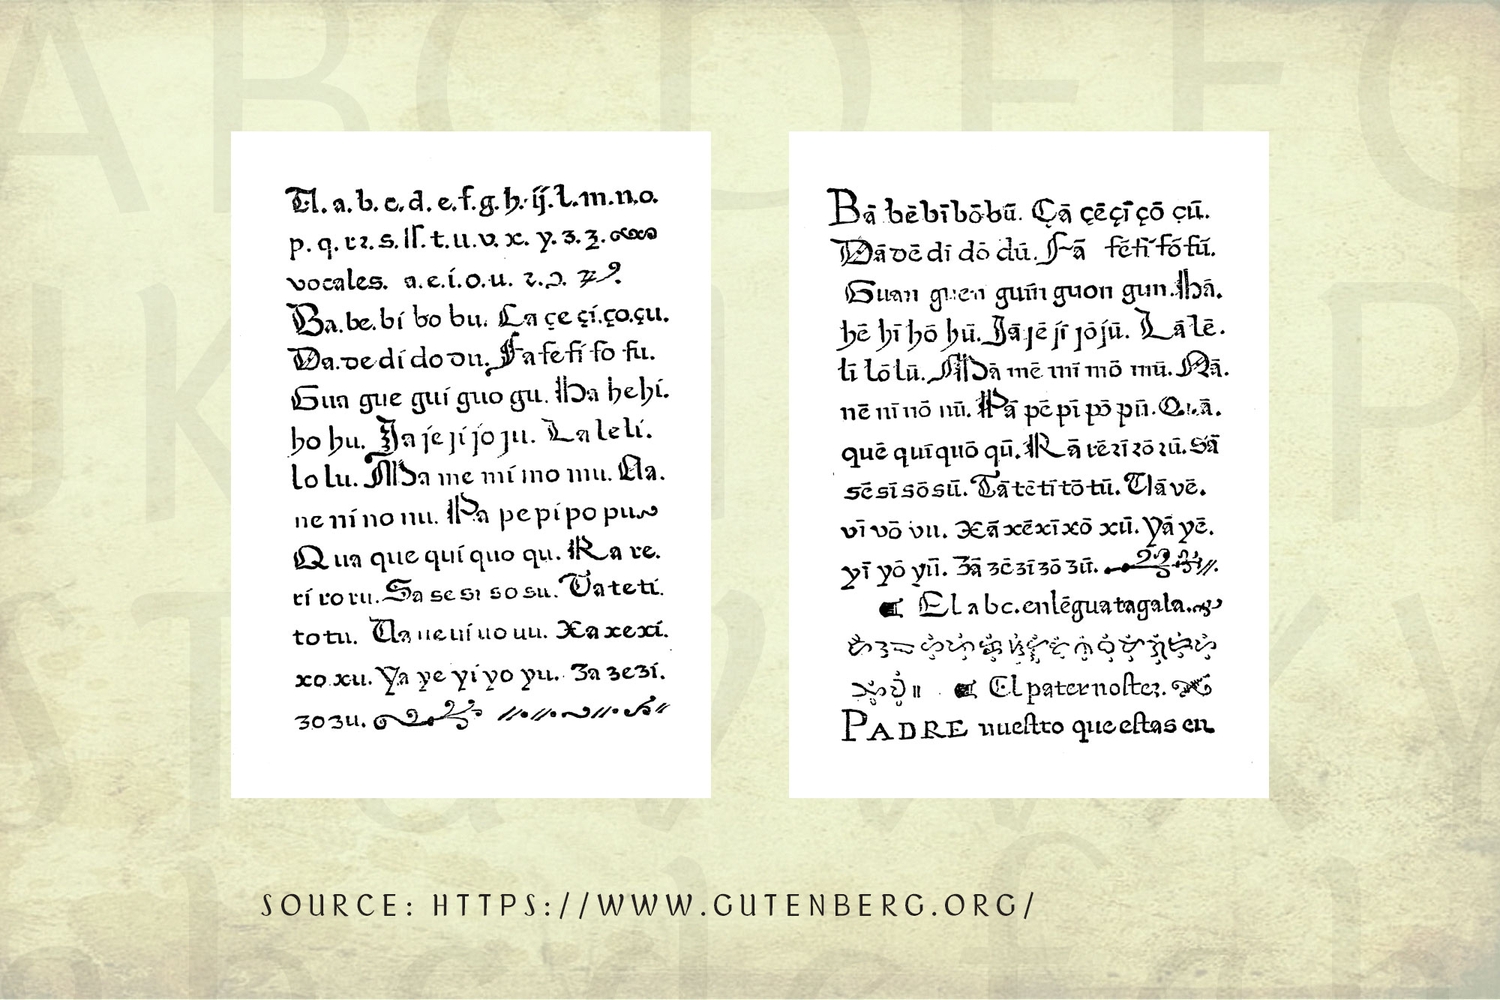 A. a. b. c. d. e. f. g. h. ij. l. m. n. o.
p. q. rꝛ. s. ſſ. t. u. v. x. y. z. ꝫ.
vocales. a. e. i. o. u.
Ba. be. bi bo bu. Ca çe çi. ço. çu.
Da. de di do du. Fa fe fi fo fu.
Gua gue gui guo gu. Ha he hi.
ho hu. Ja je ji jo ju. La le li.
lo lu. Ma me mi mo mu. Na.
ne ni no nu. Pa pe pi po pu
Qua que qui quo qu. Ra re.
ri ro ru. Sa se si so su. Ta te ti.
to tu. Ua ue ui uo uu. Xa xe xi.
xo xu. Ya ye yi yo yu. Za ze zi.
zo zu.
Bā bē bī bō bū. Çā çē çī çō çū.
Dā dē dī dō dū. Fā fē fī fō fū.
Guan guen guin guon gun. Hā.
hē hī hō hū. Jā jē jī jō jū. Lā lē.
lī lō lū. Mā mē mī mō mū. Nā.
nē nī nō nū. Pā pē pī pō pū. Quā.
quē quī quō qū. Rā rē rī rō rū. Sā
sē sī sō sū. Tā tē tī tō tū. Uā vē.
vī vō vu. Xā xē xī xō xū. Yā yē.
yī yō yū. Zā zē zī zō zū.
El abc. en lēgua tagala.
El pater noſter.
PADRE nueſtro que eſtas en
SOURCE: HTTPS://WWW.GUTENBERG.ORG/